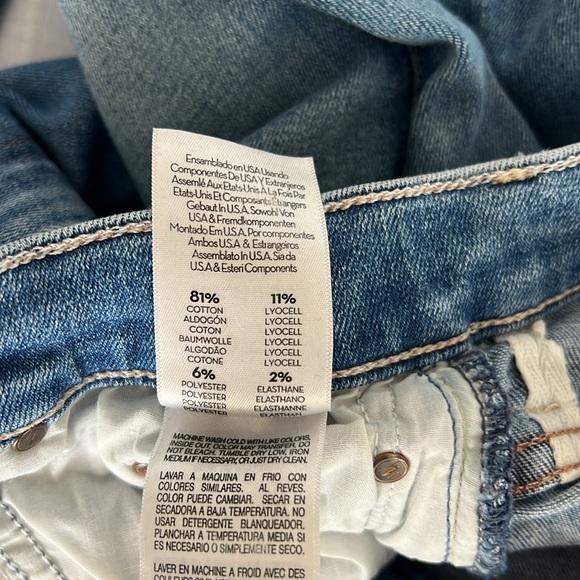 Ensamblado en USA Usando
Componentes De USA Y Extranjeros
Assemlé Aux Etats-Unis A La Fois Par
Etats-Unis Et Composants Étrangers
Gebaut In U.S.A. Sowohl Von
USA & Fremdkomponenten
Montado Em U.S.A. Por componentes
Ambos USA & Estrangeiros
Assemblato In U.S.A. Sia da
U.S.A & Esteri Components
81% 11%
COTTON LYOCELL
ALDOGÓN LYOCELL
COTON LYOCELL
BAUMWOLLE LYOCELL
ALGODÃO LYOCELL
COTONE LYOCELL
6% 2%
POLYESTER ELASTHANE
POLYESTER ELASTHANO
POLYESTER ELASTHANNE
POLYESTER
MACHINE WASH COLD WITH LIKE COLORS,
INSIDE OUT. COLOR MAY TRANSFER. DO
NOT BLEACH. TUMBLE DRY LOW, IRON
MEDIUM IF NECESSARY, OR JUST DRY CLEAN.
LAVAR A MAQUINA EN FRIO CON
COLORES SIMILARES, AL REVES.
COLOR PUEDE CAMBIAR. SECAR EN
SECADORA A BAJA TEMPERATURA. NO
USAR DETERGENTE BLANQUEADOR.
PLANCHAR A TEMPERATURA MEDIA SI
ES NECESARIO O SIMPLEMENTE SECO.
LAVER EN MACHINE A FROID AVEC DES